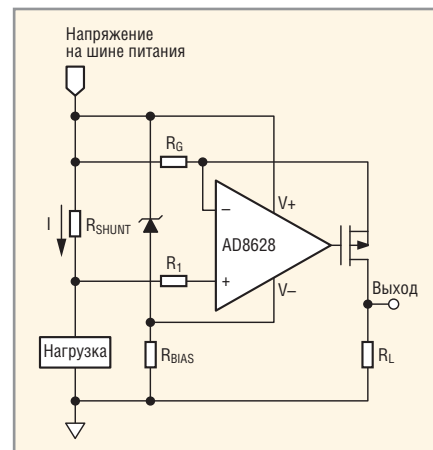 Напряжение
на шине питания
R_G
V+
I
R_SHUNT
–
AD8628
R_1
+
V–
Выход
Нагрузка
R_BIAS
R_L